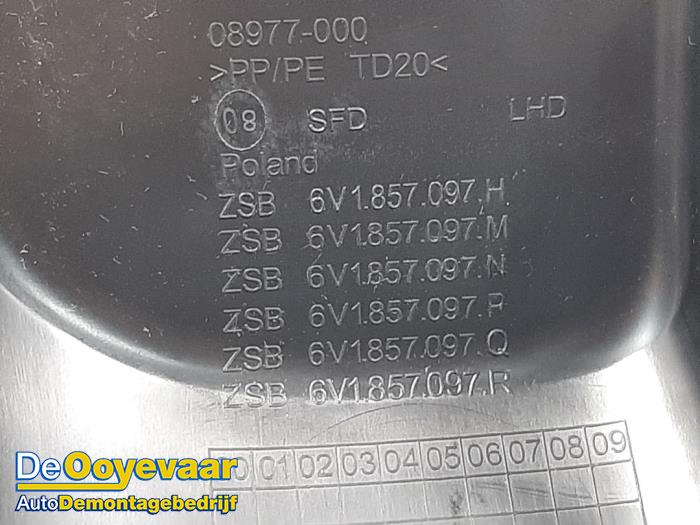 08977-000
>PP/PE TD20<
08 SFD LHD
Poland
ZSB 6V1.857.097.H
ZSB 6V1.857.097.M
ZSB 6V1.857.097.N
ZSB 6V1.857.097.P
ZSB 6V1.857.097.Q
ZSB 6V1.857.097.R
01 02 03 04 05 06 07 08 09
De Ooyevaar
AutoDemontagebedrijf